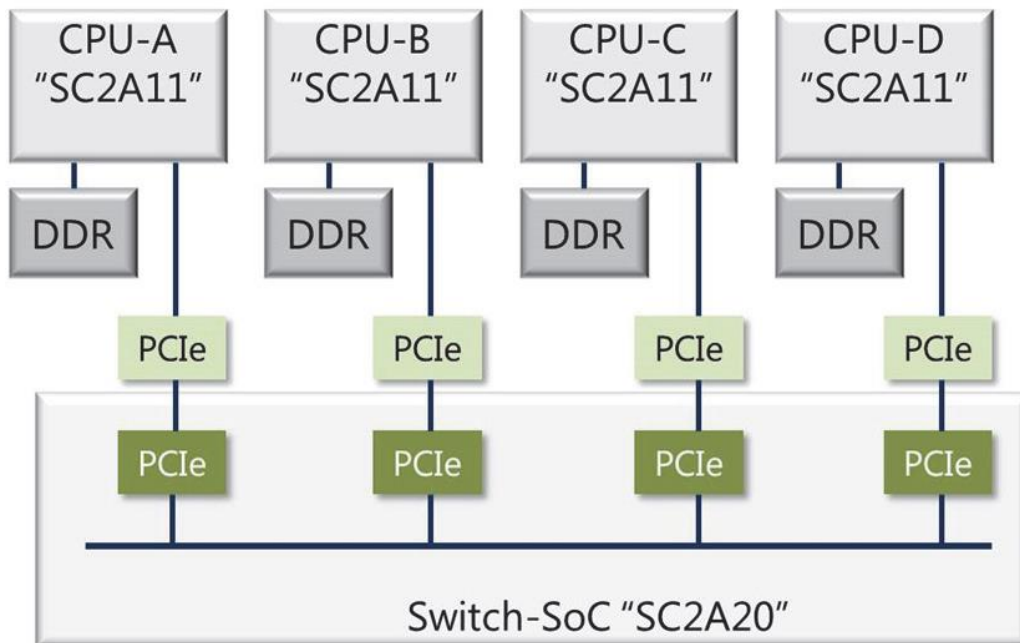 CPU-A
“SC2A11”
CPU-B
“SC2A11”
CPU-C
“SC2A11”
CPU-D
“SC2A11”
DDR
DDR
DDR
DDR
PCIe
PCIe
PCIe
PCIe
PCIe
PCIe
PCIe
PCIe
Switch-SoC “SC2A20”